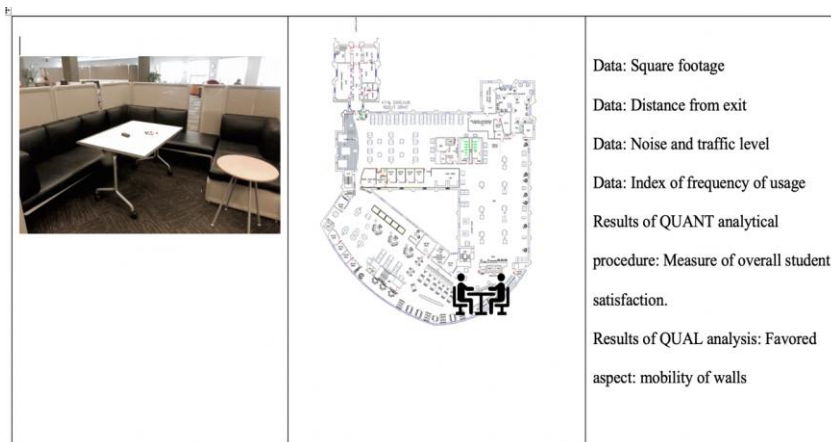 Data: Square footage
Data: Distance from exit
Data: Noise and traffic level
Data: Index of frequency of usage
Results of QUANT analytical
procedure: Measure of overall student
satisfaction.
Results of QUAL analysis: Favored
aspect: mobility of walls